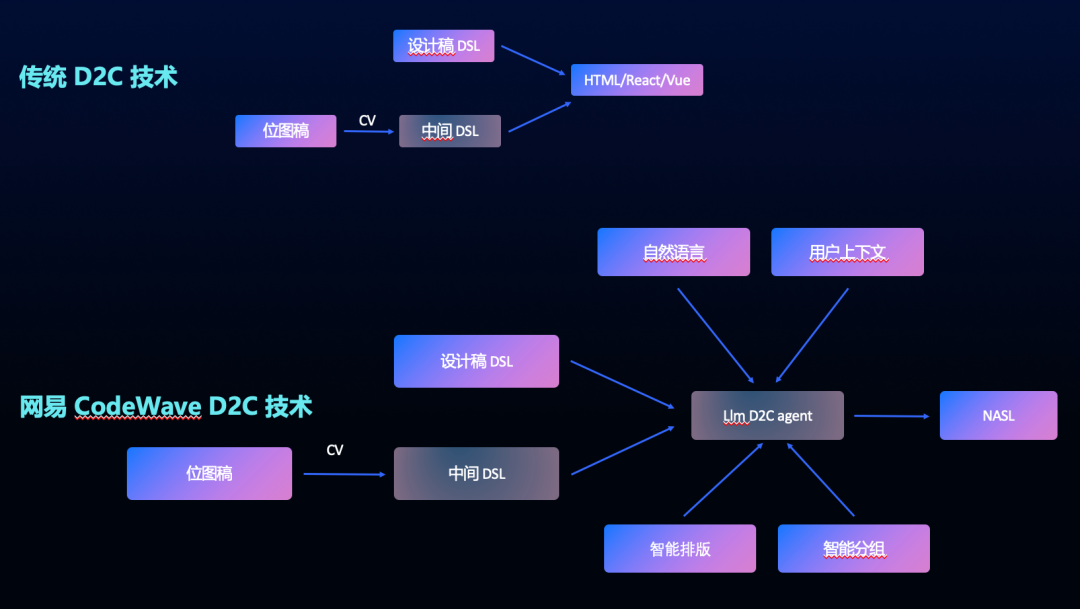 设计稿 DSL
传统 D2C 技术
HTML/React/Vue
位图稿
CV
中间 DSL
自然语言
用户上下文
设计稿 DSL
网易 CodeWave D2C 技术
Llm D2C agent
NASL
位图稿
CV
中间 DSL
智能排版
智能分组